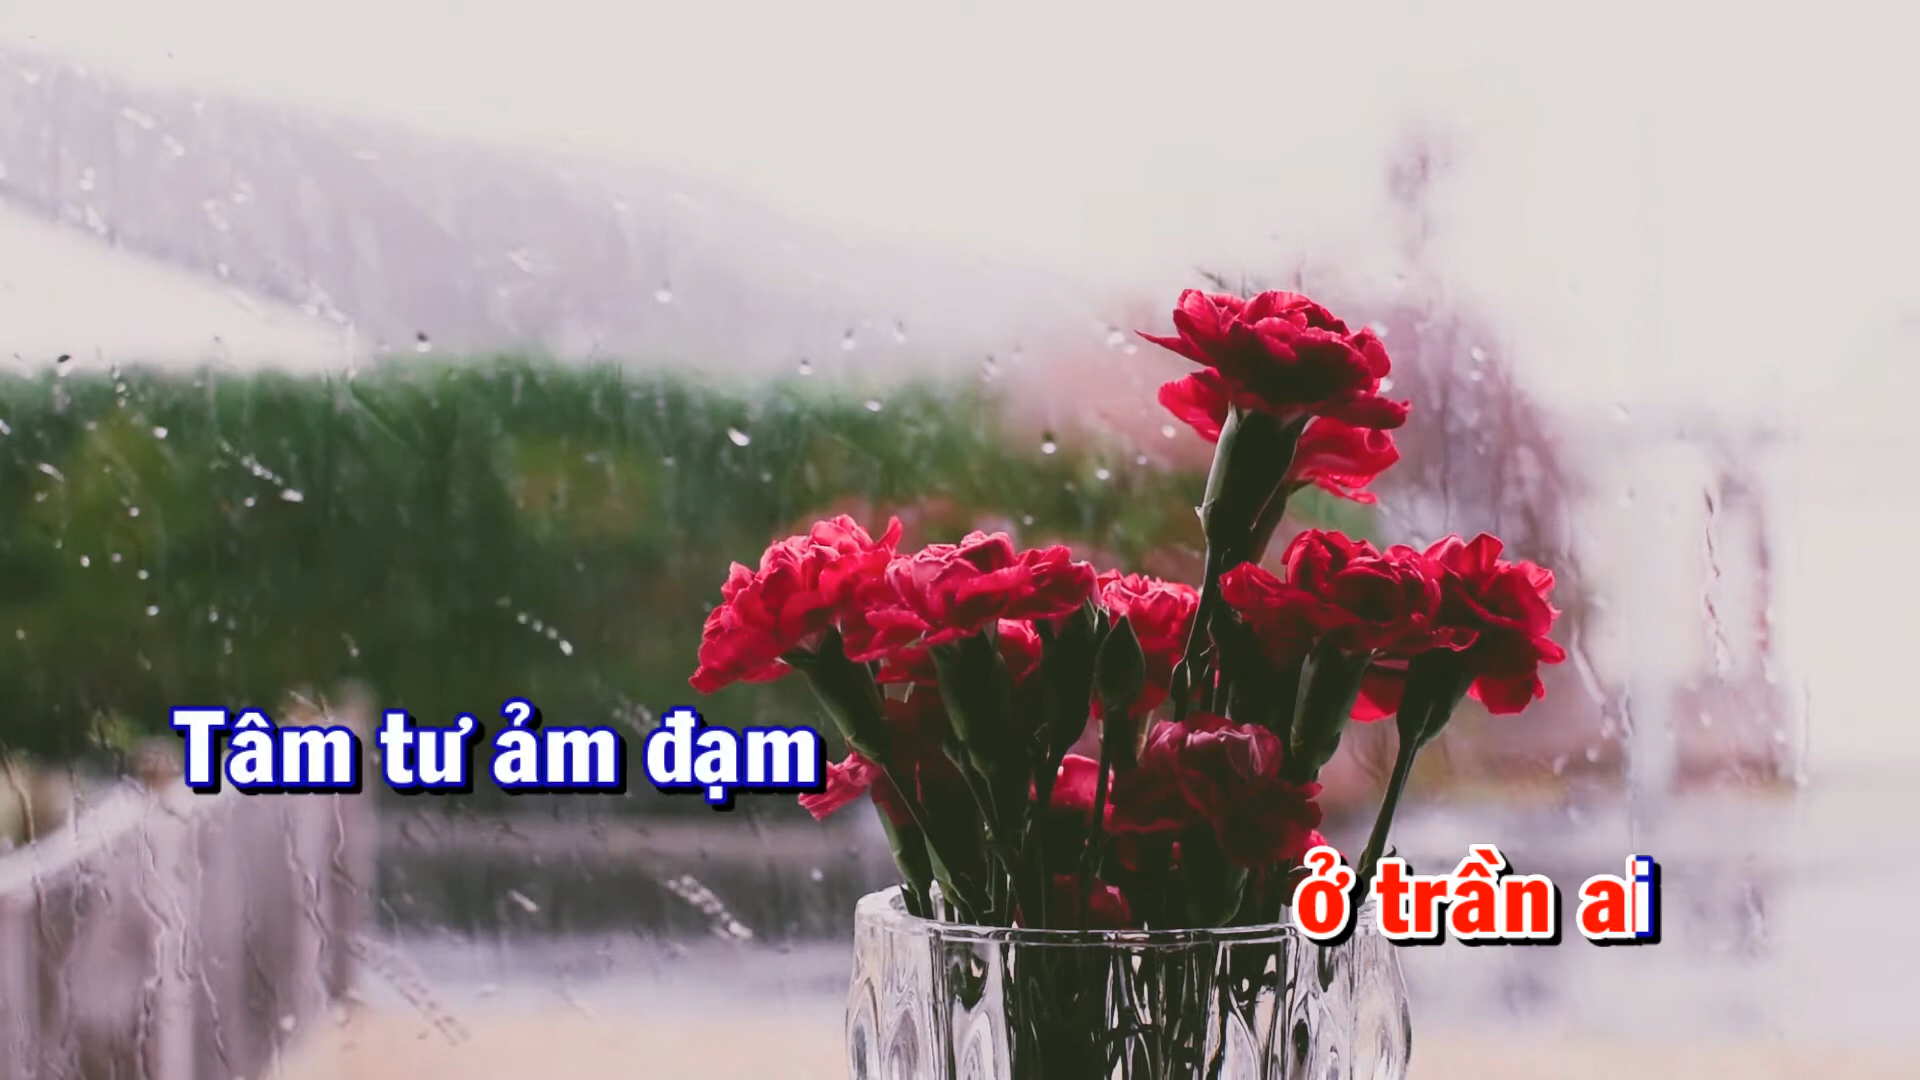 Tâm tư ảm đạm
ở trần ai